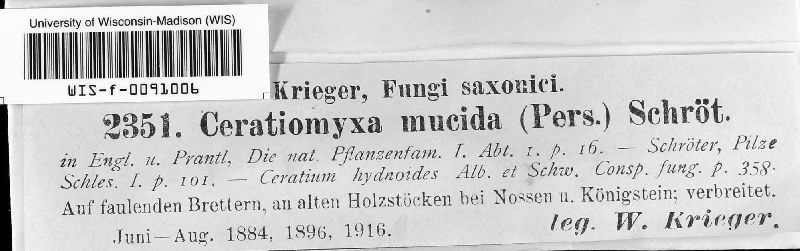 University of Wisconsin-Madison (WIS)
WIS-f-0091006
Krieger, Fungi saxonici.
2351. Ceratiomyxa mucida (Pers.) Schröt.
in Engl. u. Prantl, Die nat. Pflanzenfam. I. Abt. 1. p. 16. — Schröter, Pilze
Schles. I. p. 101. — Ceratium hydnoides Alb. et Schw. Consp. fung. p. 358.
Auf faulenden Brettern, an alten Holzstöcken bei Nossen u. Königstein; verbreitet.
Juni—Aug. 1884, 1896, 1916.
leg. W. Krieger.